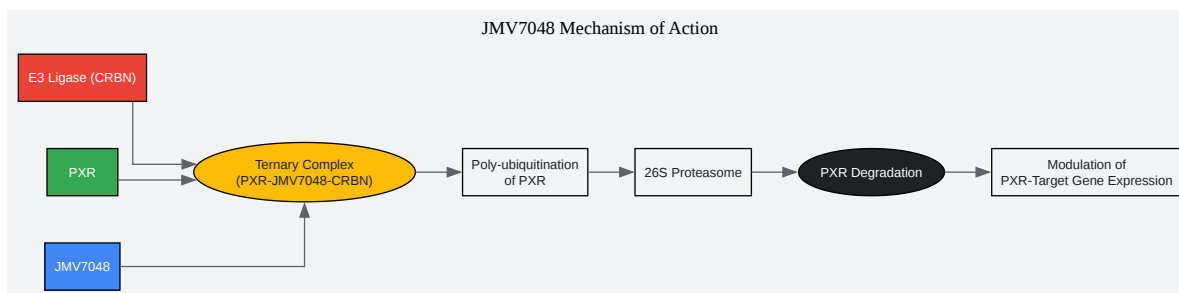 JMV7048 Mechanism of Action
E3 Ligase (CRBN)
PXR
JMV7048
Ternary Complex
(PXR-JMV7048-CRBN)
Poly-ubiquitination
of PXR
26S Proteasome
PXR Degradation
Modulation of
PXR-Target Gene Expression